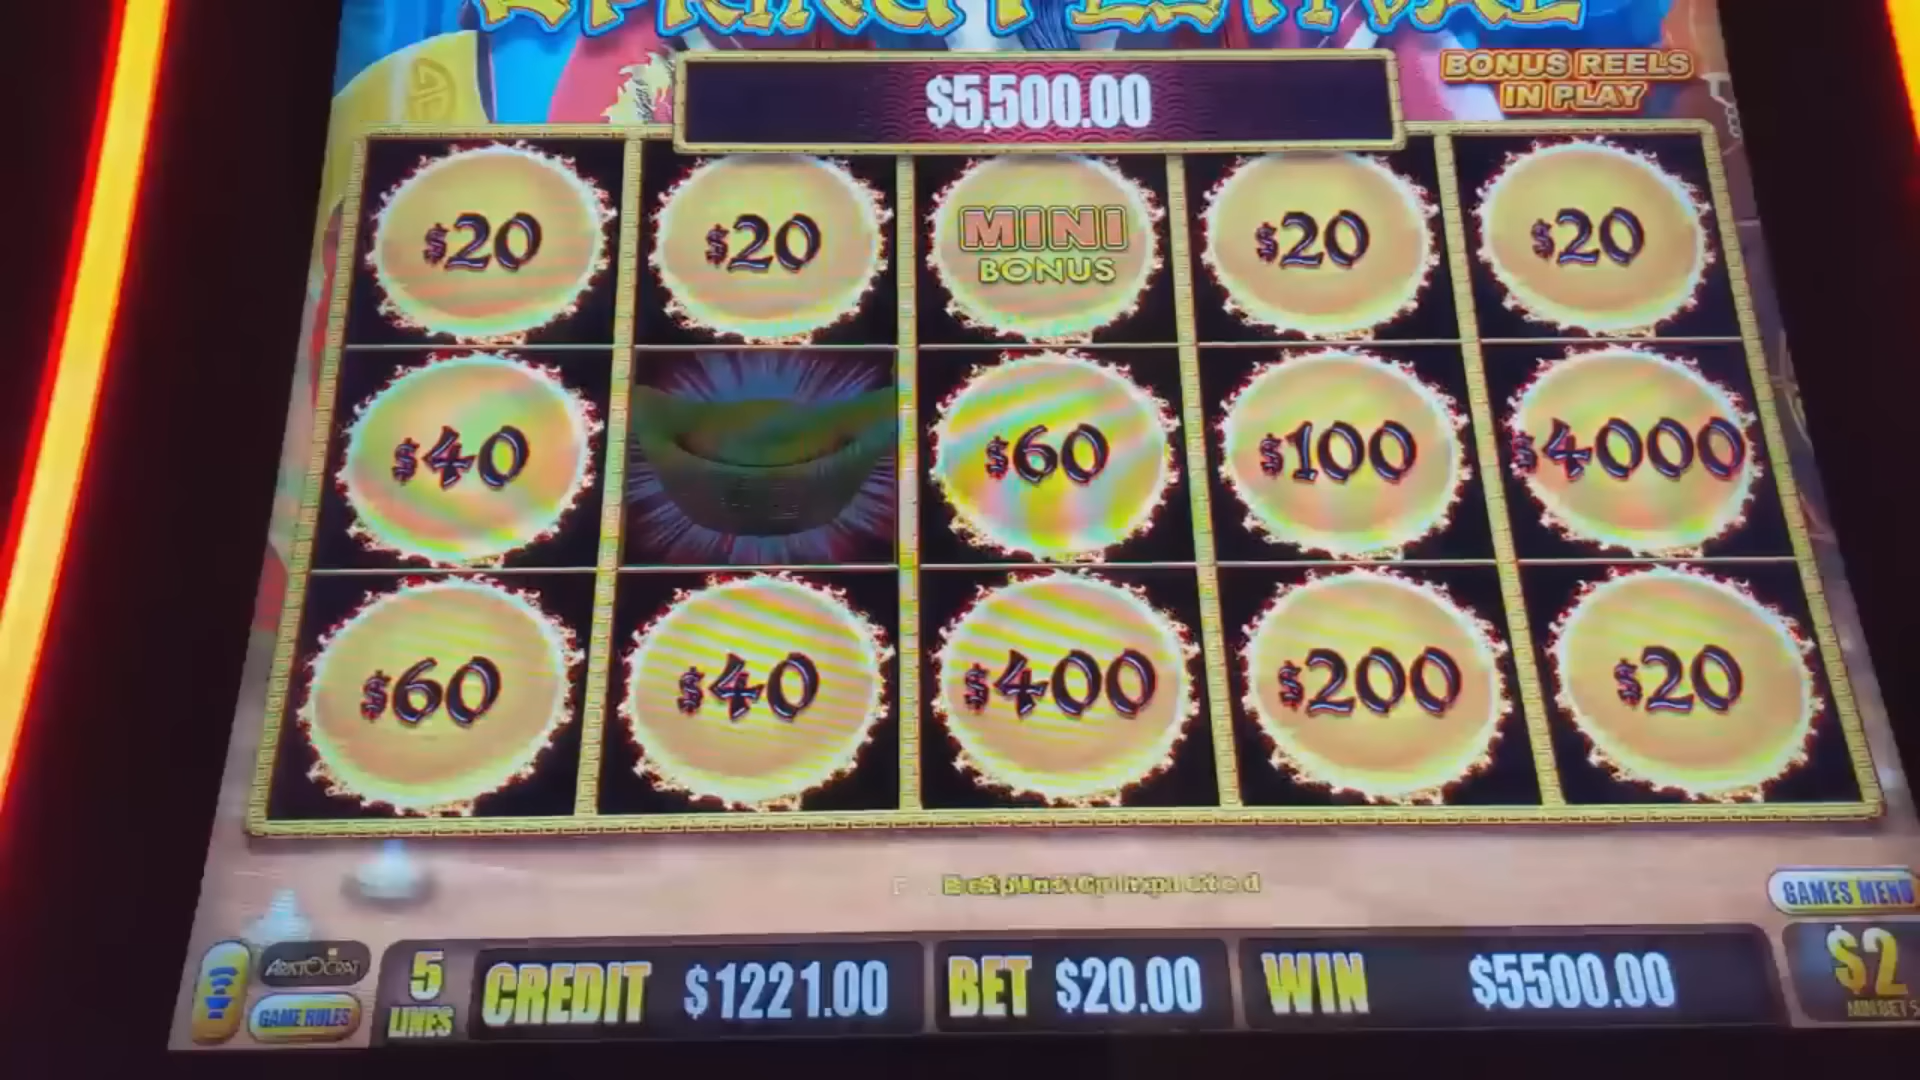 SPRING FESTIVAL
BONUS REELS
IN PLAY
$5,500.00
$20 $20 MINI BONUS $20 $20
$40 $60 $100 $4000
$60 $40 $400 $200 $20
GAMES MENU
ARISTOCRAT
GAME RULES
5 LINES
CREDIT $1221.00 BET $20.00 WIN $5500.00
$2